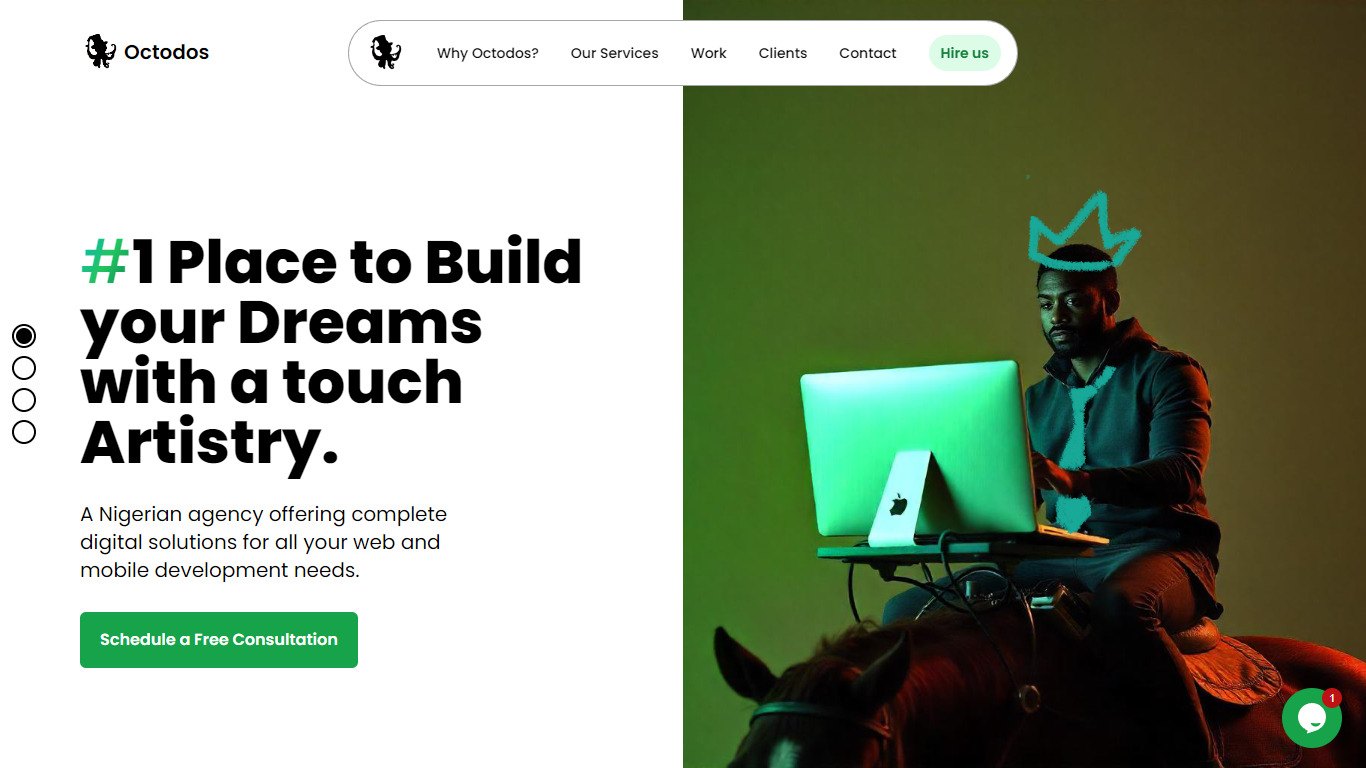 Octodos
Why Octodos?
Our Services
Work
Clients
Contact
Hire us
#1 Place to Build
your Dreams
with a touch
Artistry.
A Nigerian agency offering complete
digital solutions for all your web and
mobile development needs.
Schedule a Free Consultation
1